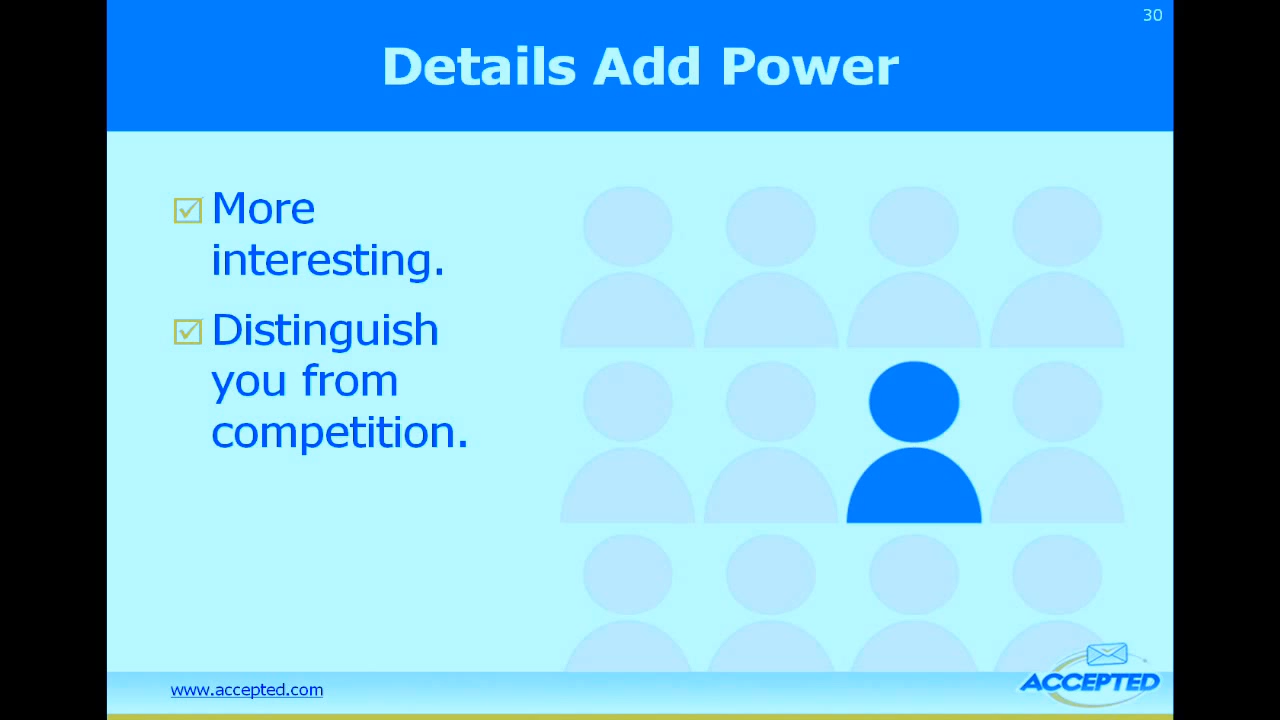 30
Details Add Power
More
interesting.
Distinguish
you from
competition.
www.accepted.com
ACCEPTED